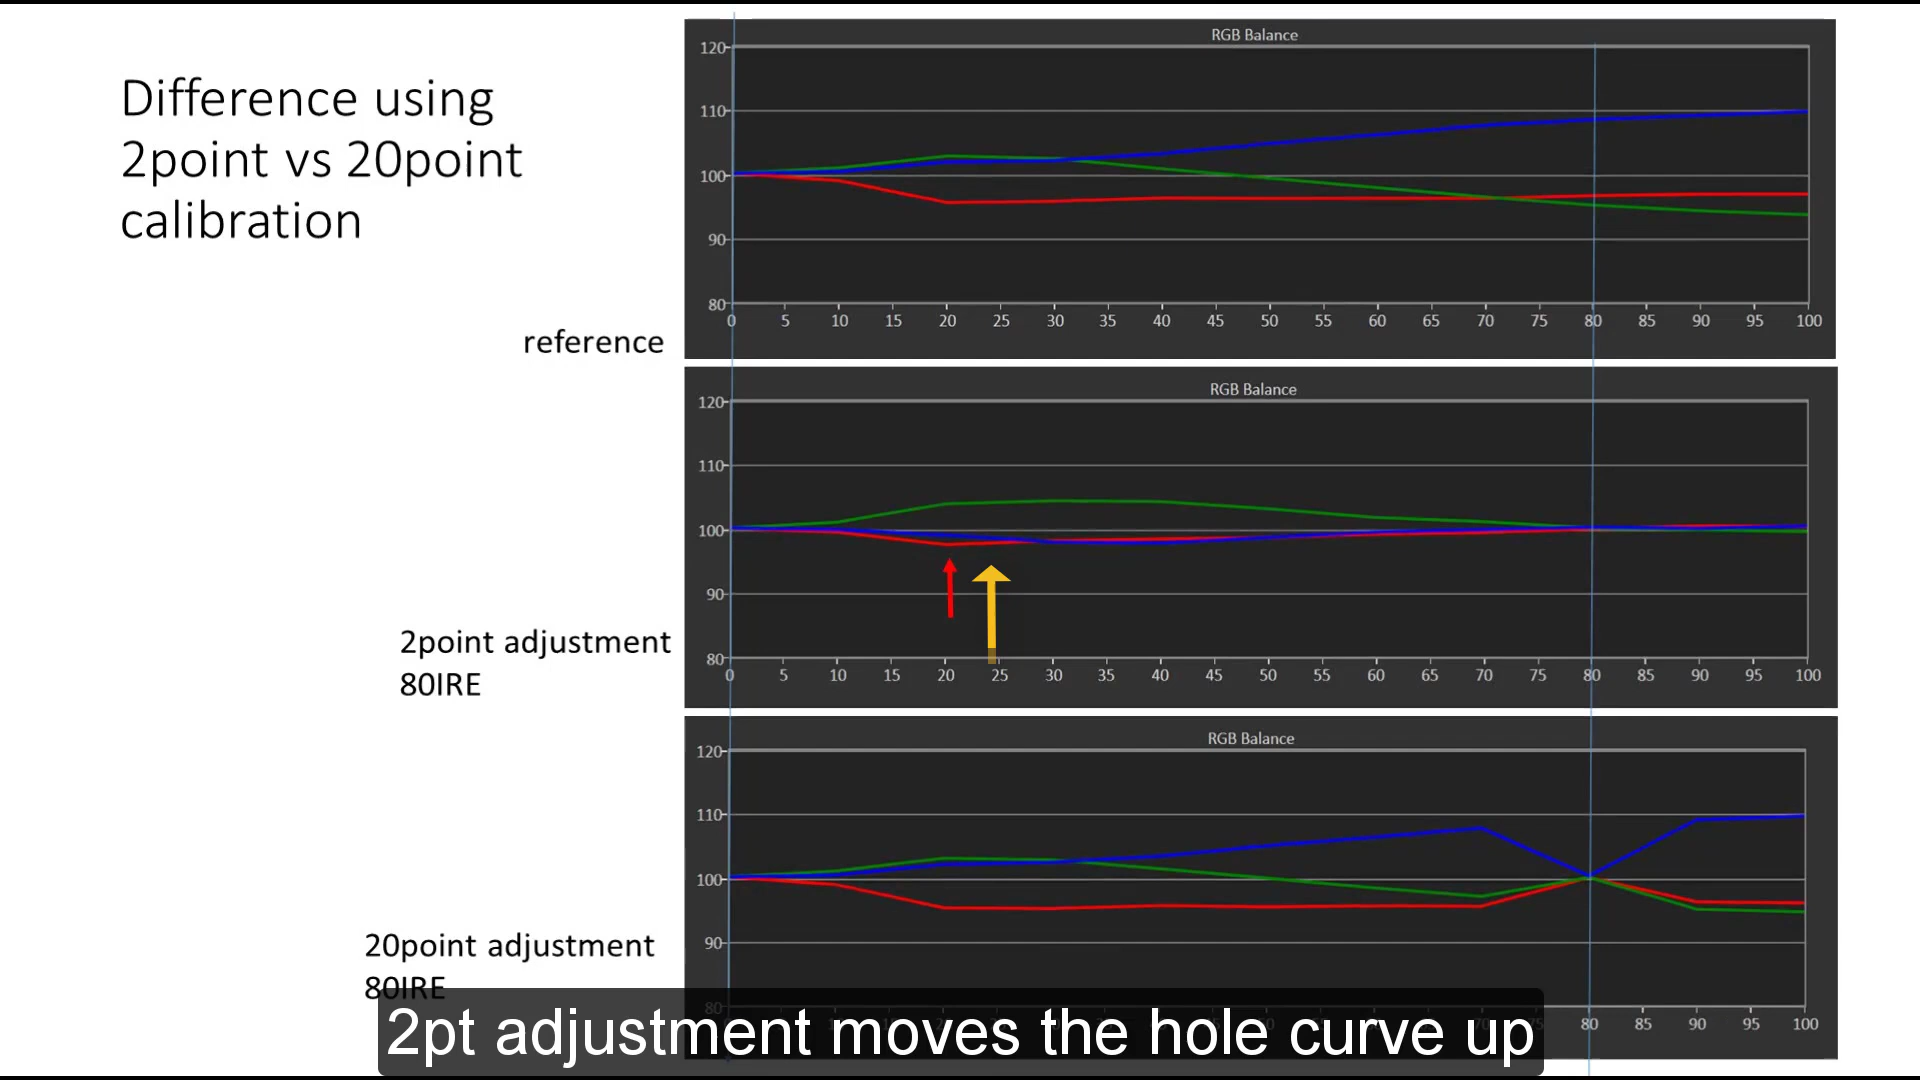 Difference using
2point vs 20point
calibration
reference
RGB Balance
120
110
100
90
80
0 5 10 15 20 25 30 35 40 45 50 55 60 65 70 75 80 85 90 95 100
2point adjustment
80IRE
RGB Balance
120
110
100
90
80
0 5 10 15 20 25 30 35 40 45 50 55 60 65 70 75 80 85 90 95 100
20point adjustment
80IRE
RGB Balance
120
110
100
90
80
80 85 90 95 100
2pt adjustment moves the hole curve up